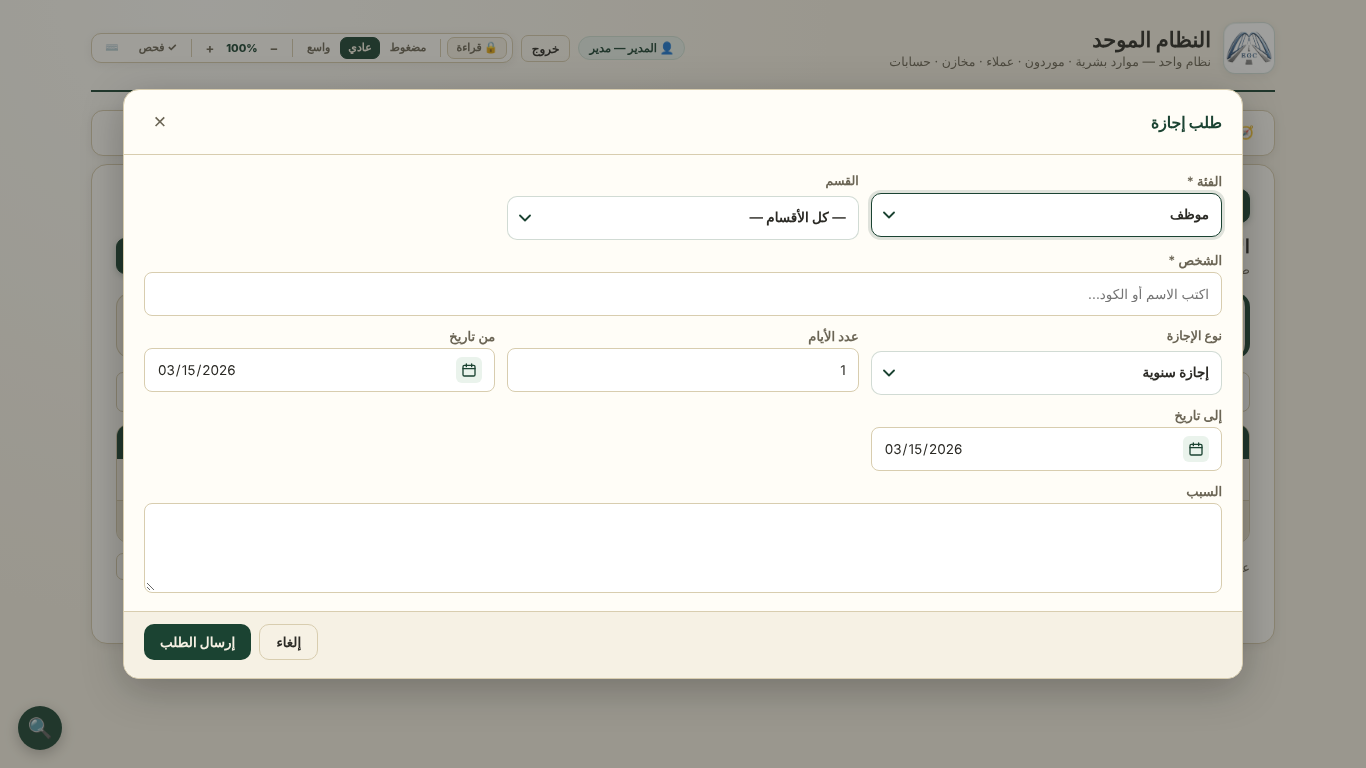 النظام الموحد
نظام واحد — موارد بشرية · موردون · عملاء · مخازن · حسابات
👤 المدير — مدير
خروج
🔒 قراءة
مضغوط
عادي
واسع
− 100% +
✓ فحص
طلب إجازة
×
الفئة *
موظف
القسم
— كل الأقسام —
الشخص *
اكتب الاسم أو الكود...
نوع الإجازة
إجازة سنوية
عدد الأيام
1
من تاريخ
03/15/2026
إلى تاريخ
03/15/2026
السبب
إلغاء
إرسال الطلب